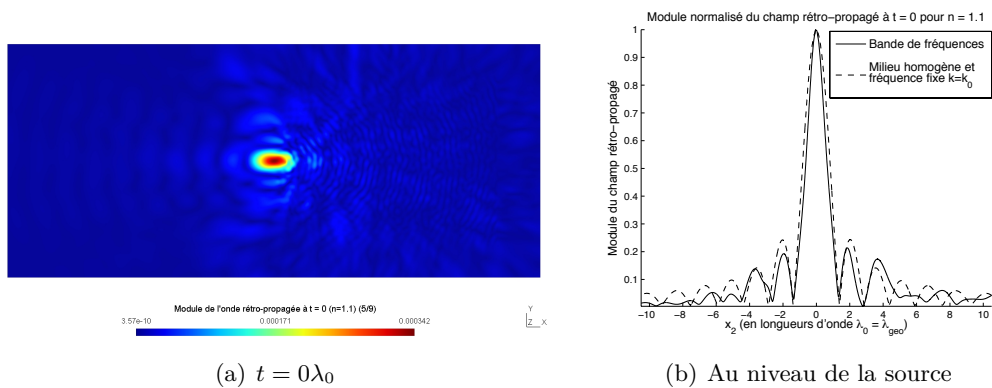 Module de l'onde rétro-propagée à t = 0 (n=1.1) (5/9)
3.57e-10 0.000171 0.000342
Y
Z X
(a) t = 0λ0
Module normalisé du champ rétro-propagé à t = 0 pour n = 1.1
Bande de fréquences
Milieu homogène et
fréquence fixe k=k0
Module du champ rétro-propagé
1
0.9
0.8
0.7
0.6
0.5
0.4
0.3
0.2
0.1
−10 −8 −6 −4 −2 0 2 4 6 8 10
x2 (en longueurs d'onde λ0 = λgeo)
(b) Au niveau de la source